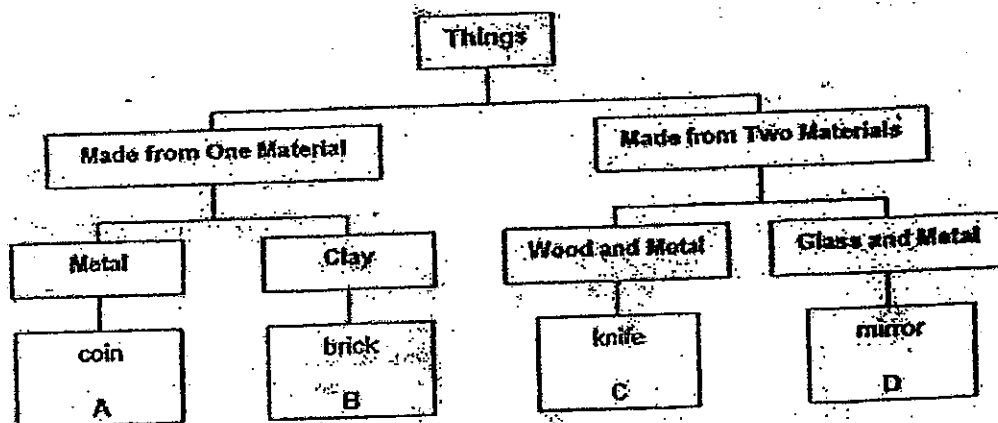 Things
Made from One Material
Made from Two Materials
Metal
Clay
Wood and Metal
Glass and Metal
coin
A
brick
B
knife
C
mirror
D